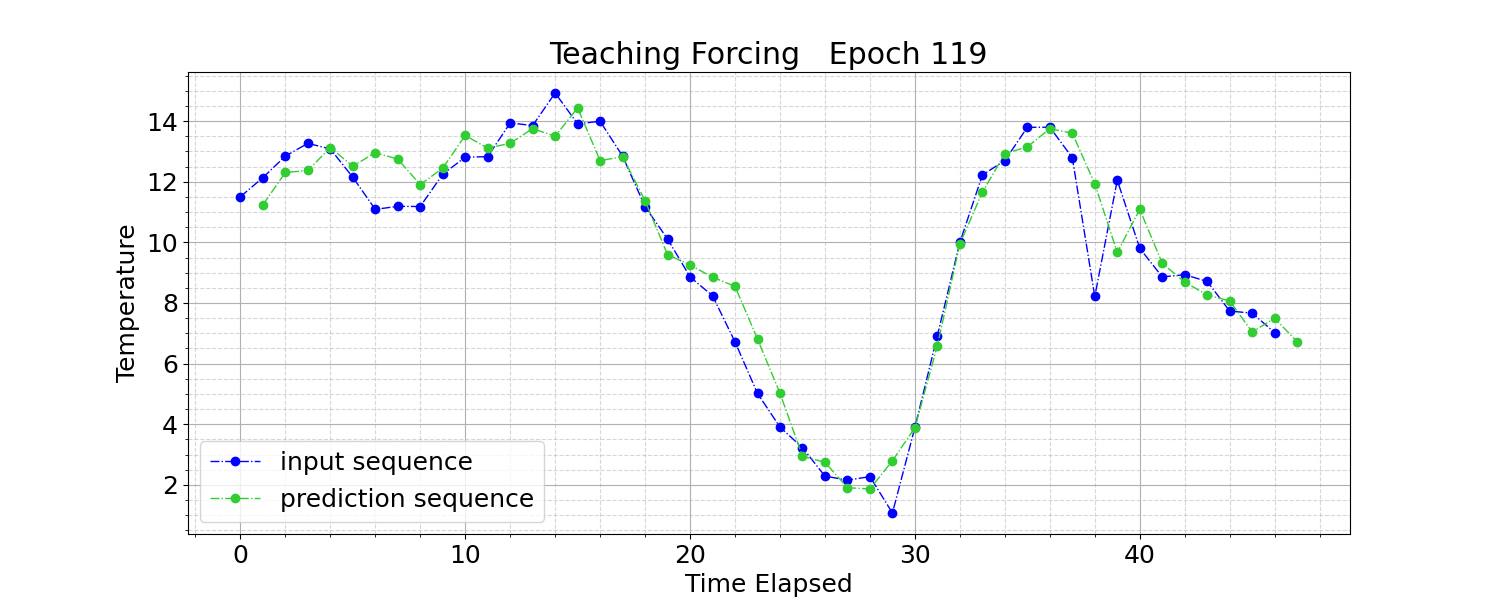 Teaching Forcing   Epoch 119
Temperature
14
12
10
8
6
4
2
input sequence
prediction sequence
0 10 20 30 40
Time Elapsed